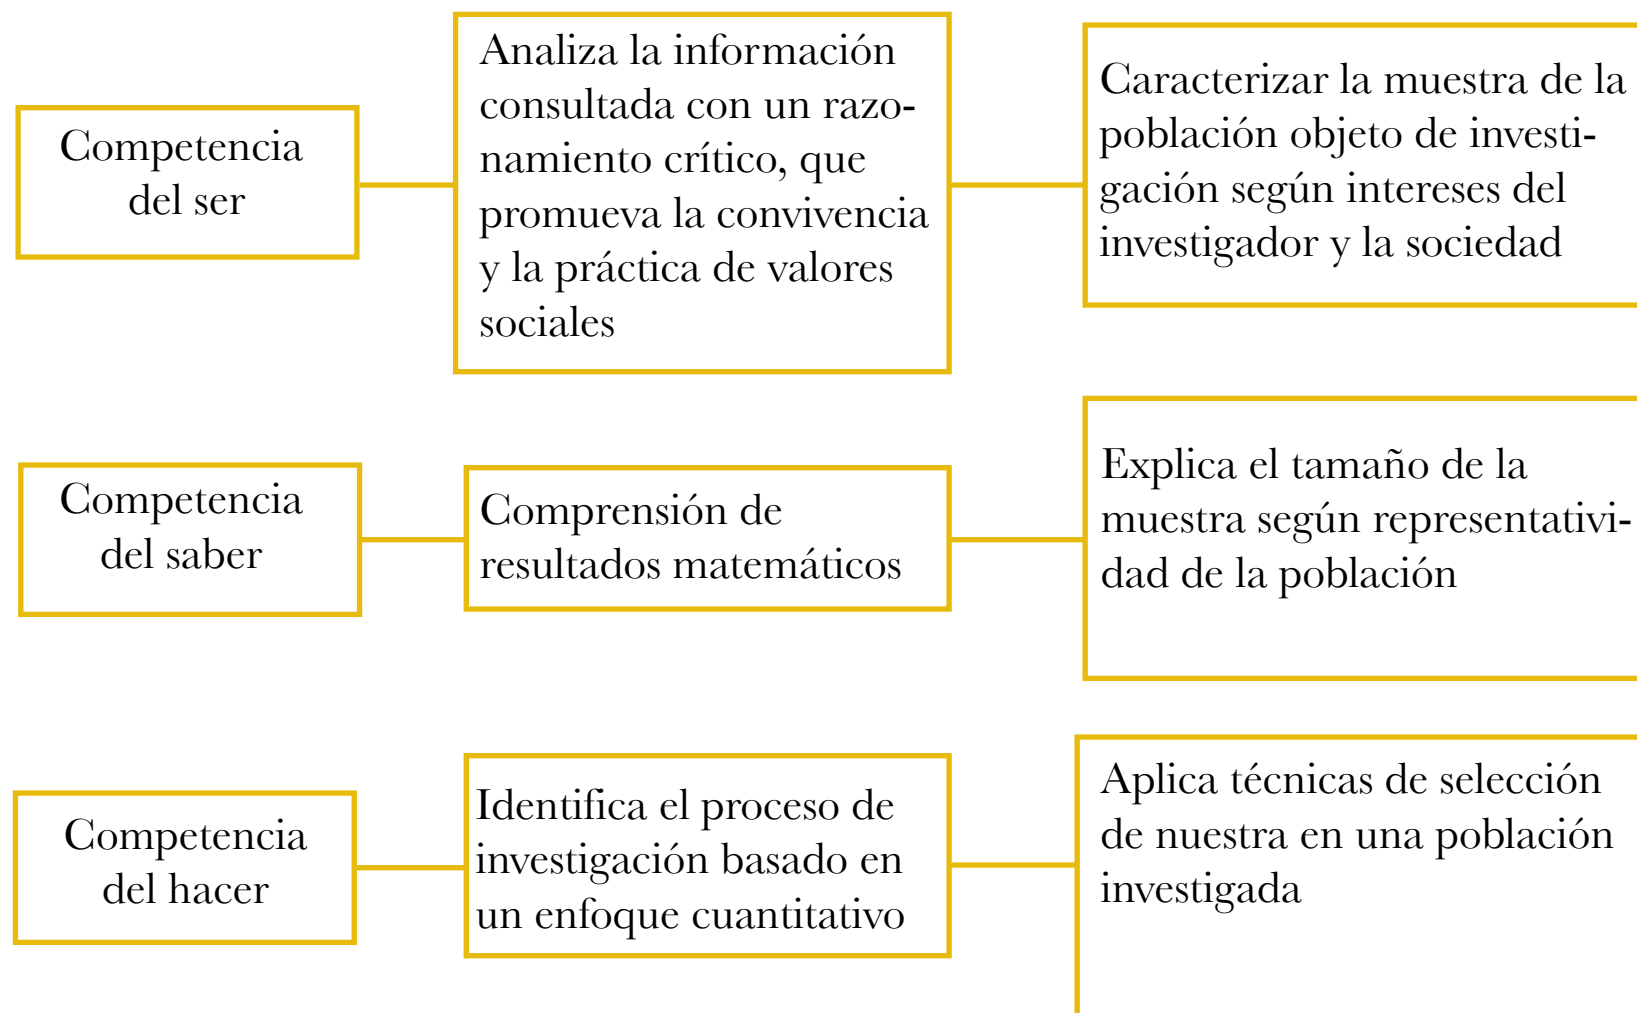 Competencia
del ser
Analiza la información
consultada con un razo-
namiento crítico, que
promueva la convivencia
y la práctica de valores
sociales
Caracterizar la muestra de la
población objeto de investi-
gación según intereses del
investigador y la sociedad
Competencia
del saber
Comprensión de
resultados matemáticos
Explica el tamaño de la
muestra según representativi-
dad de la población
Competencia
del hacer
Identifica el proceso de
investigación basado en
un enfoque cuantitativo
Aplica técnicas de selección
de nuestra en una población
investigada